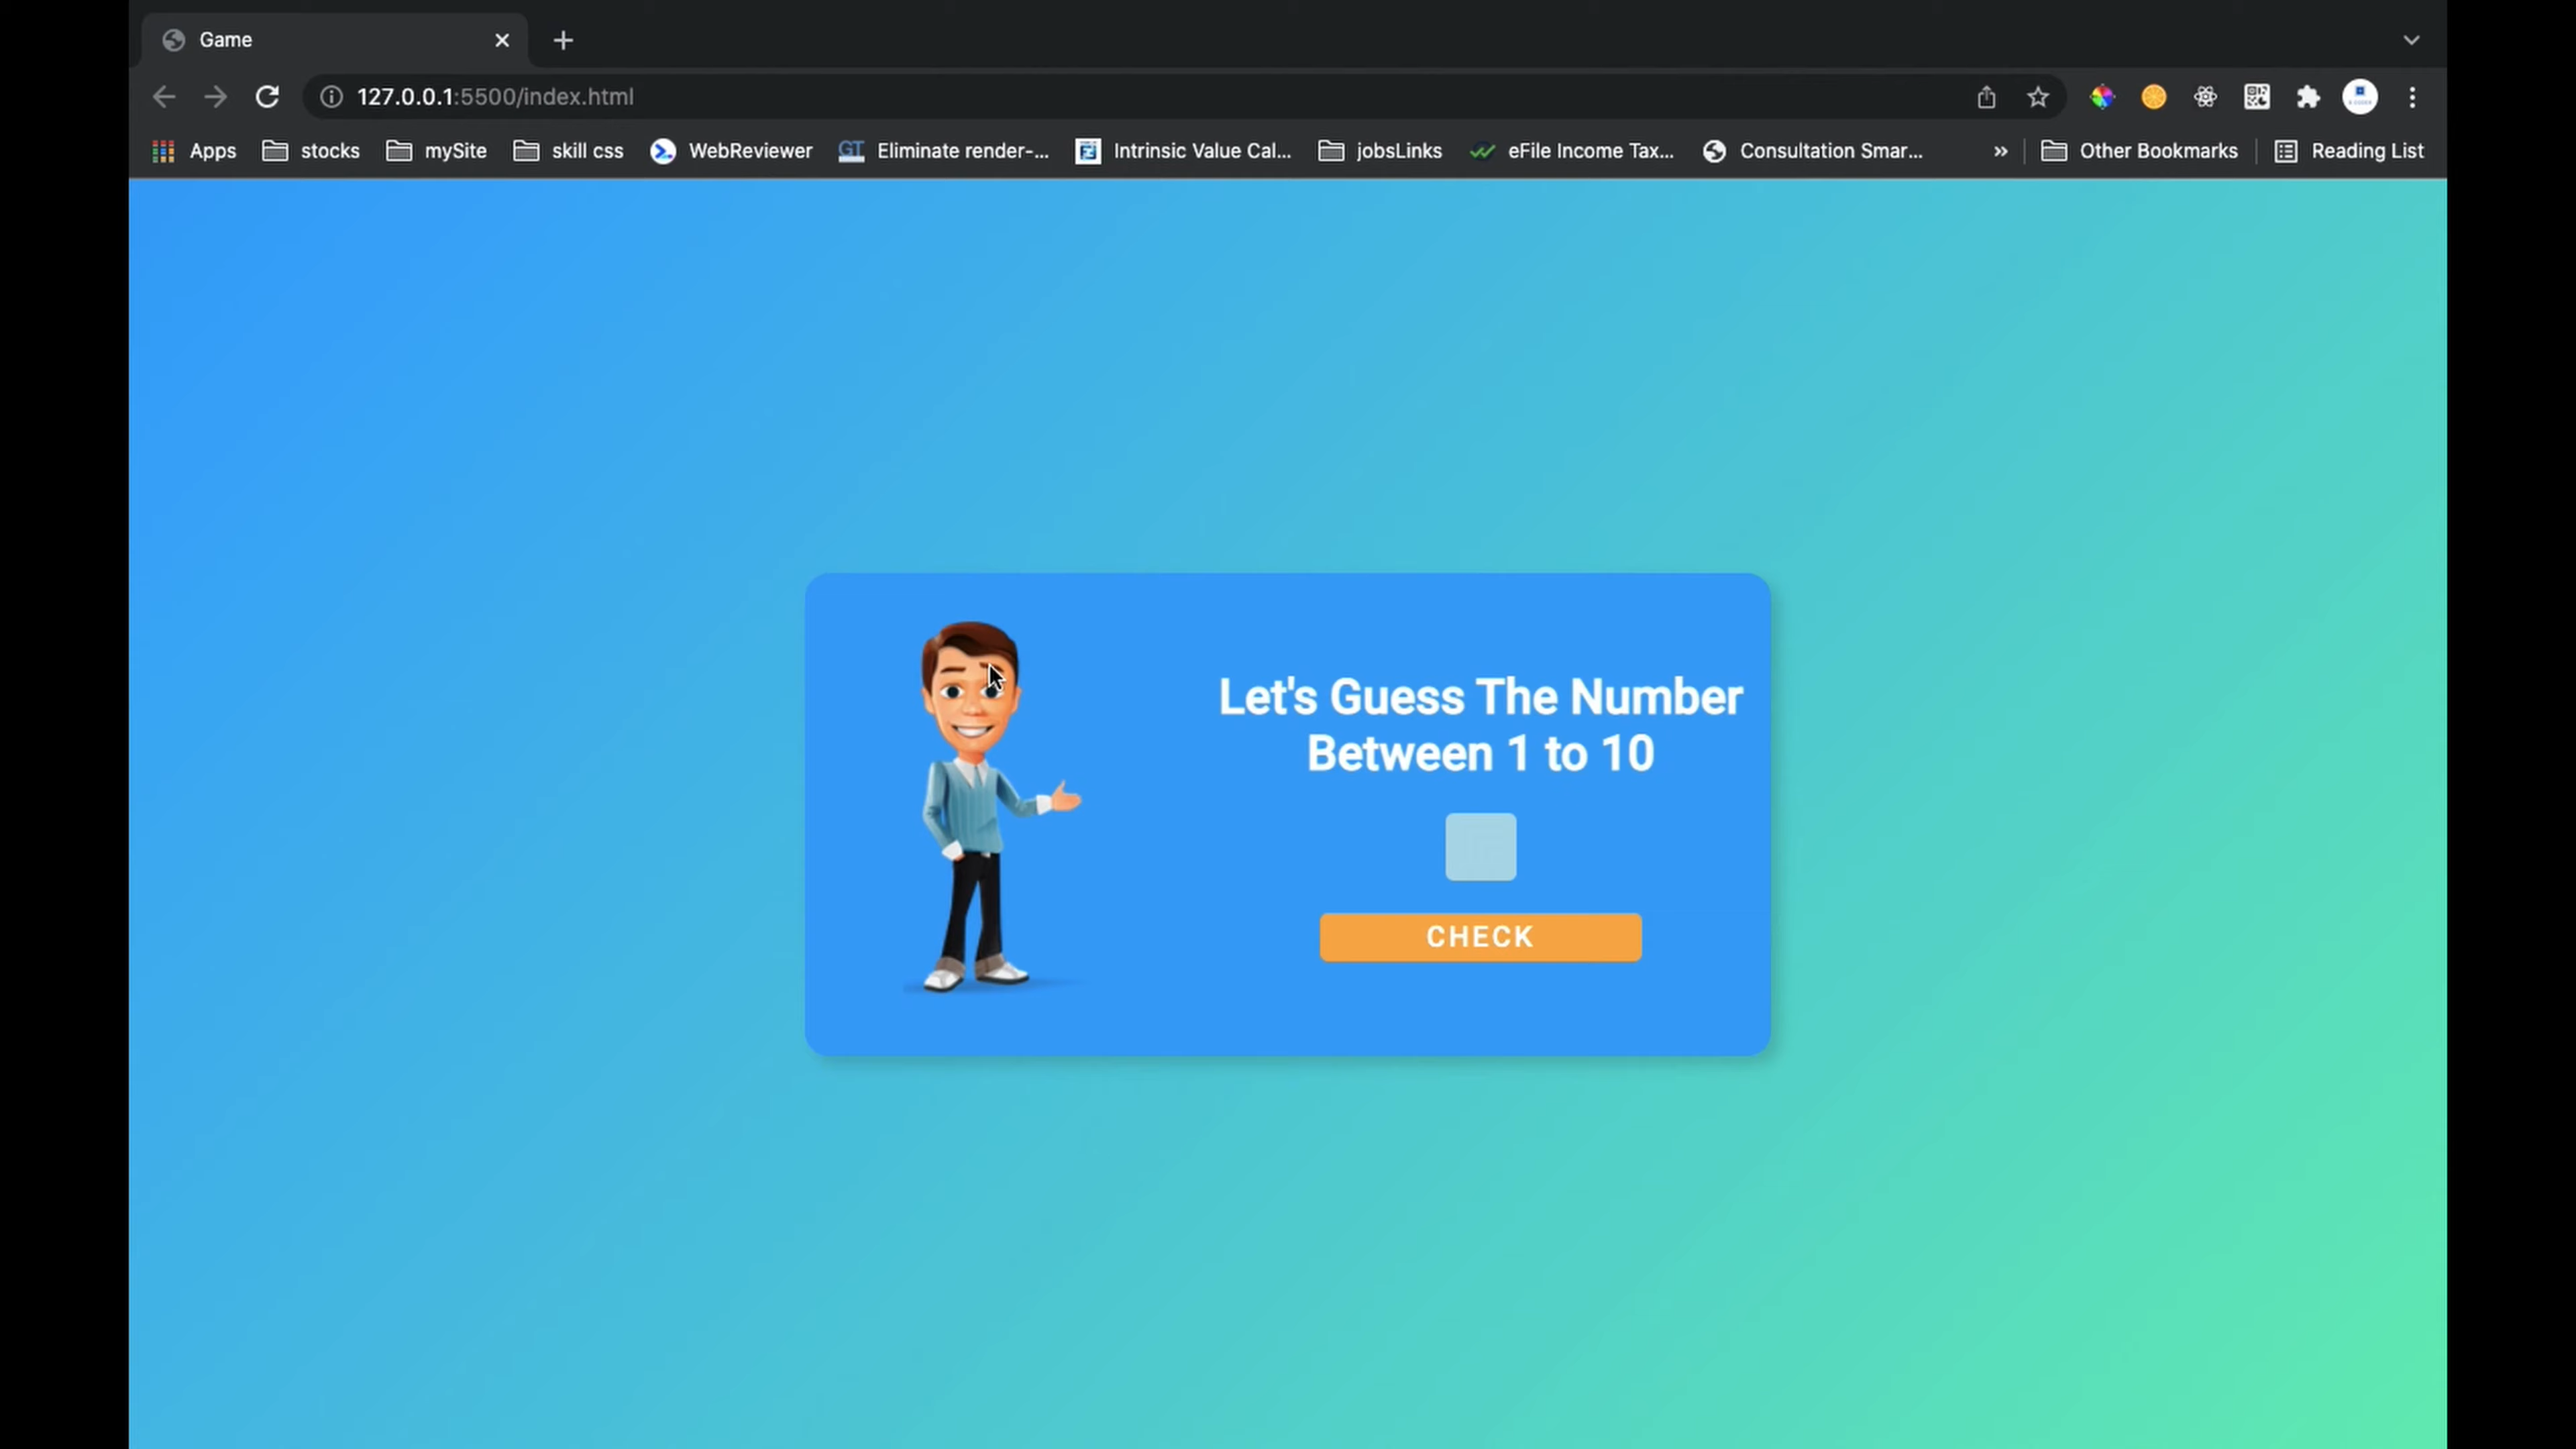 Game
127.0.0.1:5500/index.html
Apps stocks mySite skill css WebReviewer GT Eliminate render-... Intrinsic Value Cal... jobsLinks eFile Income Tax... Consultation Smar... » Other Bookmarks Reading List
Let's Guess The Number
Between 1 to 10
CHECK